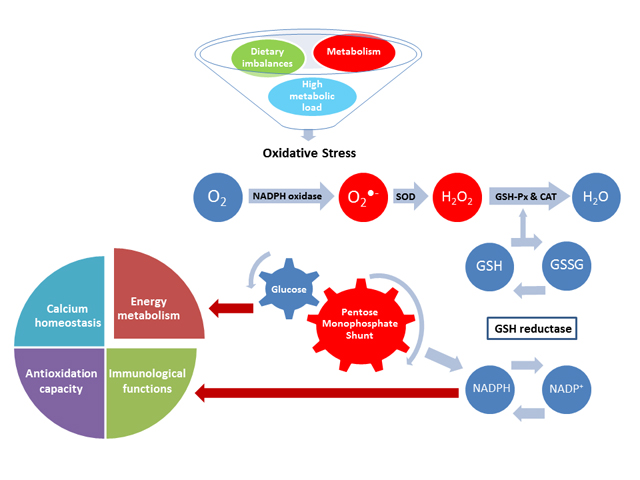 Dietary
Imbalances
Metabolism
High
metabolic
load
Oxidative Stress
O2
NADPH oxidase
O2•−
SOD
H2O2
GSH-Px & CAT
H2O
GSH
GSSG
Glucose
Pentose
Monophosphate
Shunt
GSH reductase
NADPH
NADP+
Calcium
homeostasis
Energy
metabolism
Antioxidation
capacity
Immunological
functions